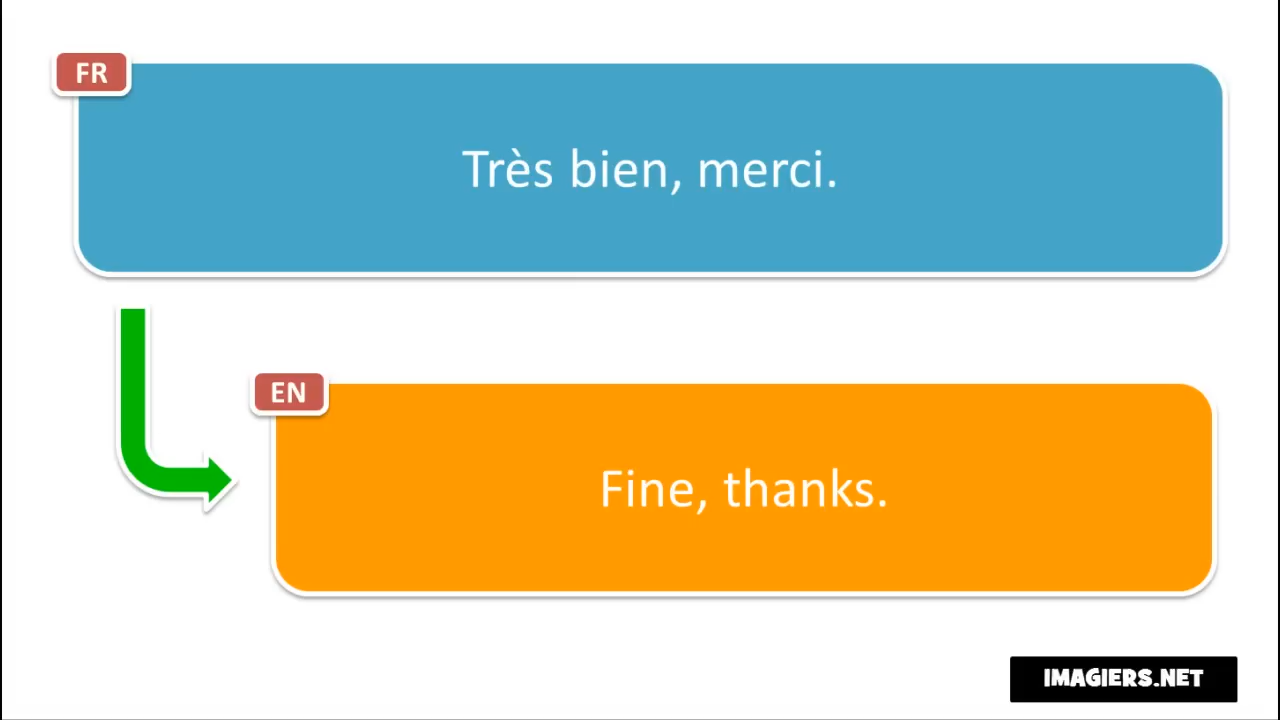 FR
Très bien, merci.
EN
Fine, thanks.
IMAGIERS.NET